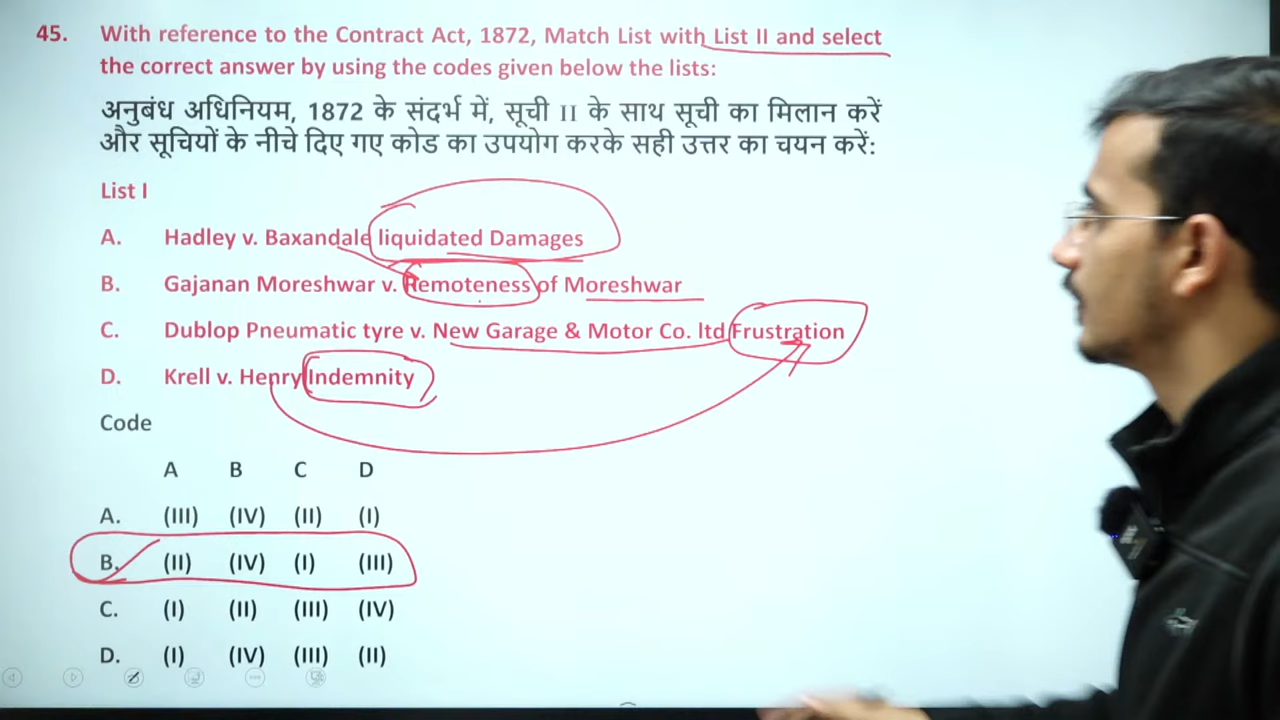 45. With reference to the Contract Act, 1872, Match List with List II and select
the correct answer by using the codes given below the lists:
अनुबंध अधिनियम, 1872 के संदर्भ में, सूची II के साथ सूची का मिलान करें
और सूचियों के नीचे दिए गए कोड का उपयोग करके सही उत्तर का चयन करें:
List I
A. Hadley v. Baxandale liquidated Damages
B. Gajanan Moreshwar v. Remoteness of Moreshwar
C. Dublop Pneumatic tyre v. New Garage & Motor Co. ltd Frustration
D. Krell v. Henry Indemnity
Code
A B C D
A. (III) (IV) (II) (I)
B. (II) (IV) (I) (III)
C. (I) (II) (III) (IV)
D. (I) (IV) (III) (II)